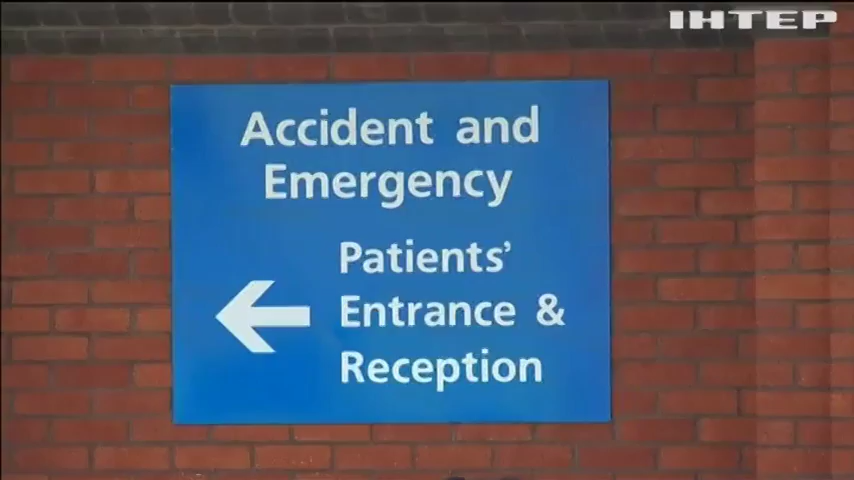 ІНТЕР
Accident and
Emergency
Patients'
Entrance &
Reception